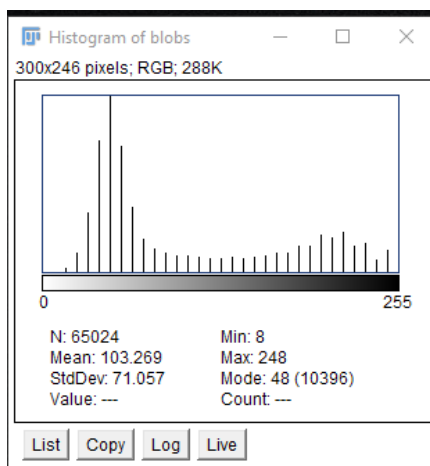 Histogram of blobs
300x246 pixels; RGB; 288K
0 255
N: 65024 Min: 8
Mean: 103.269 Max: 248
StdDev: 71.057 Mode: 48 (10396)
Value: --- Count: ---
List Copy Log Live